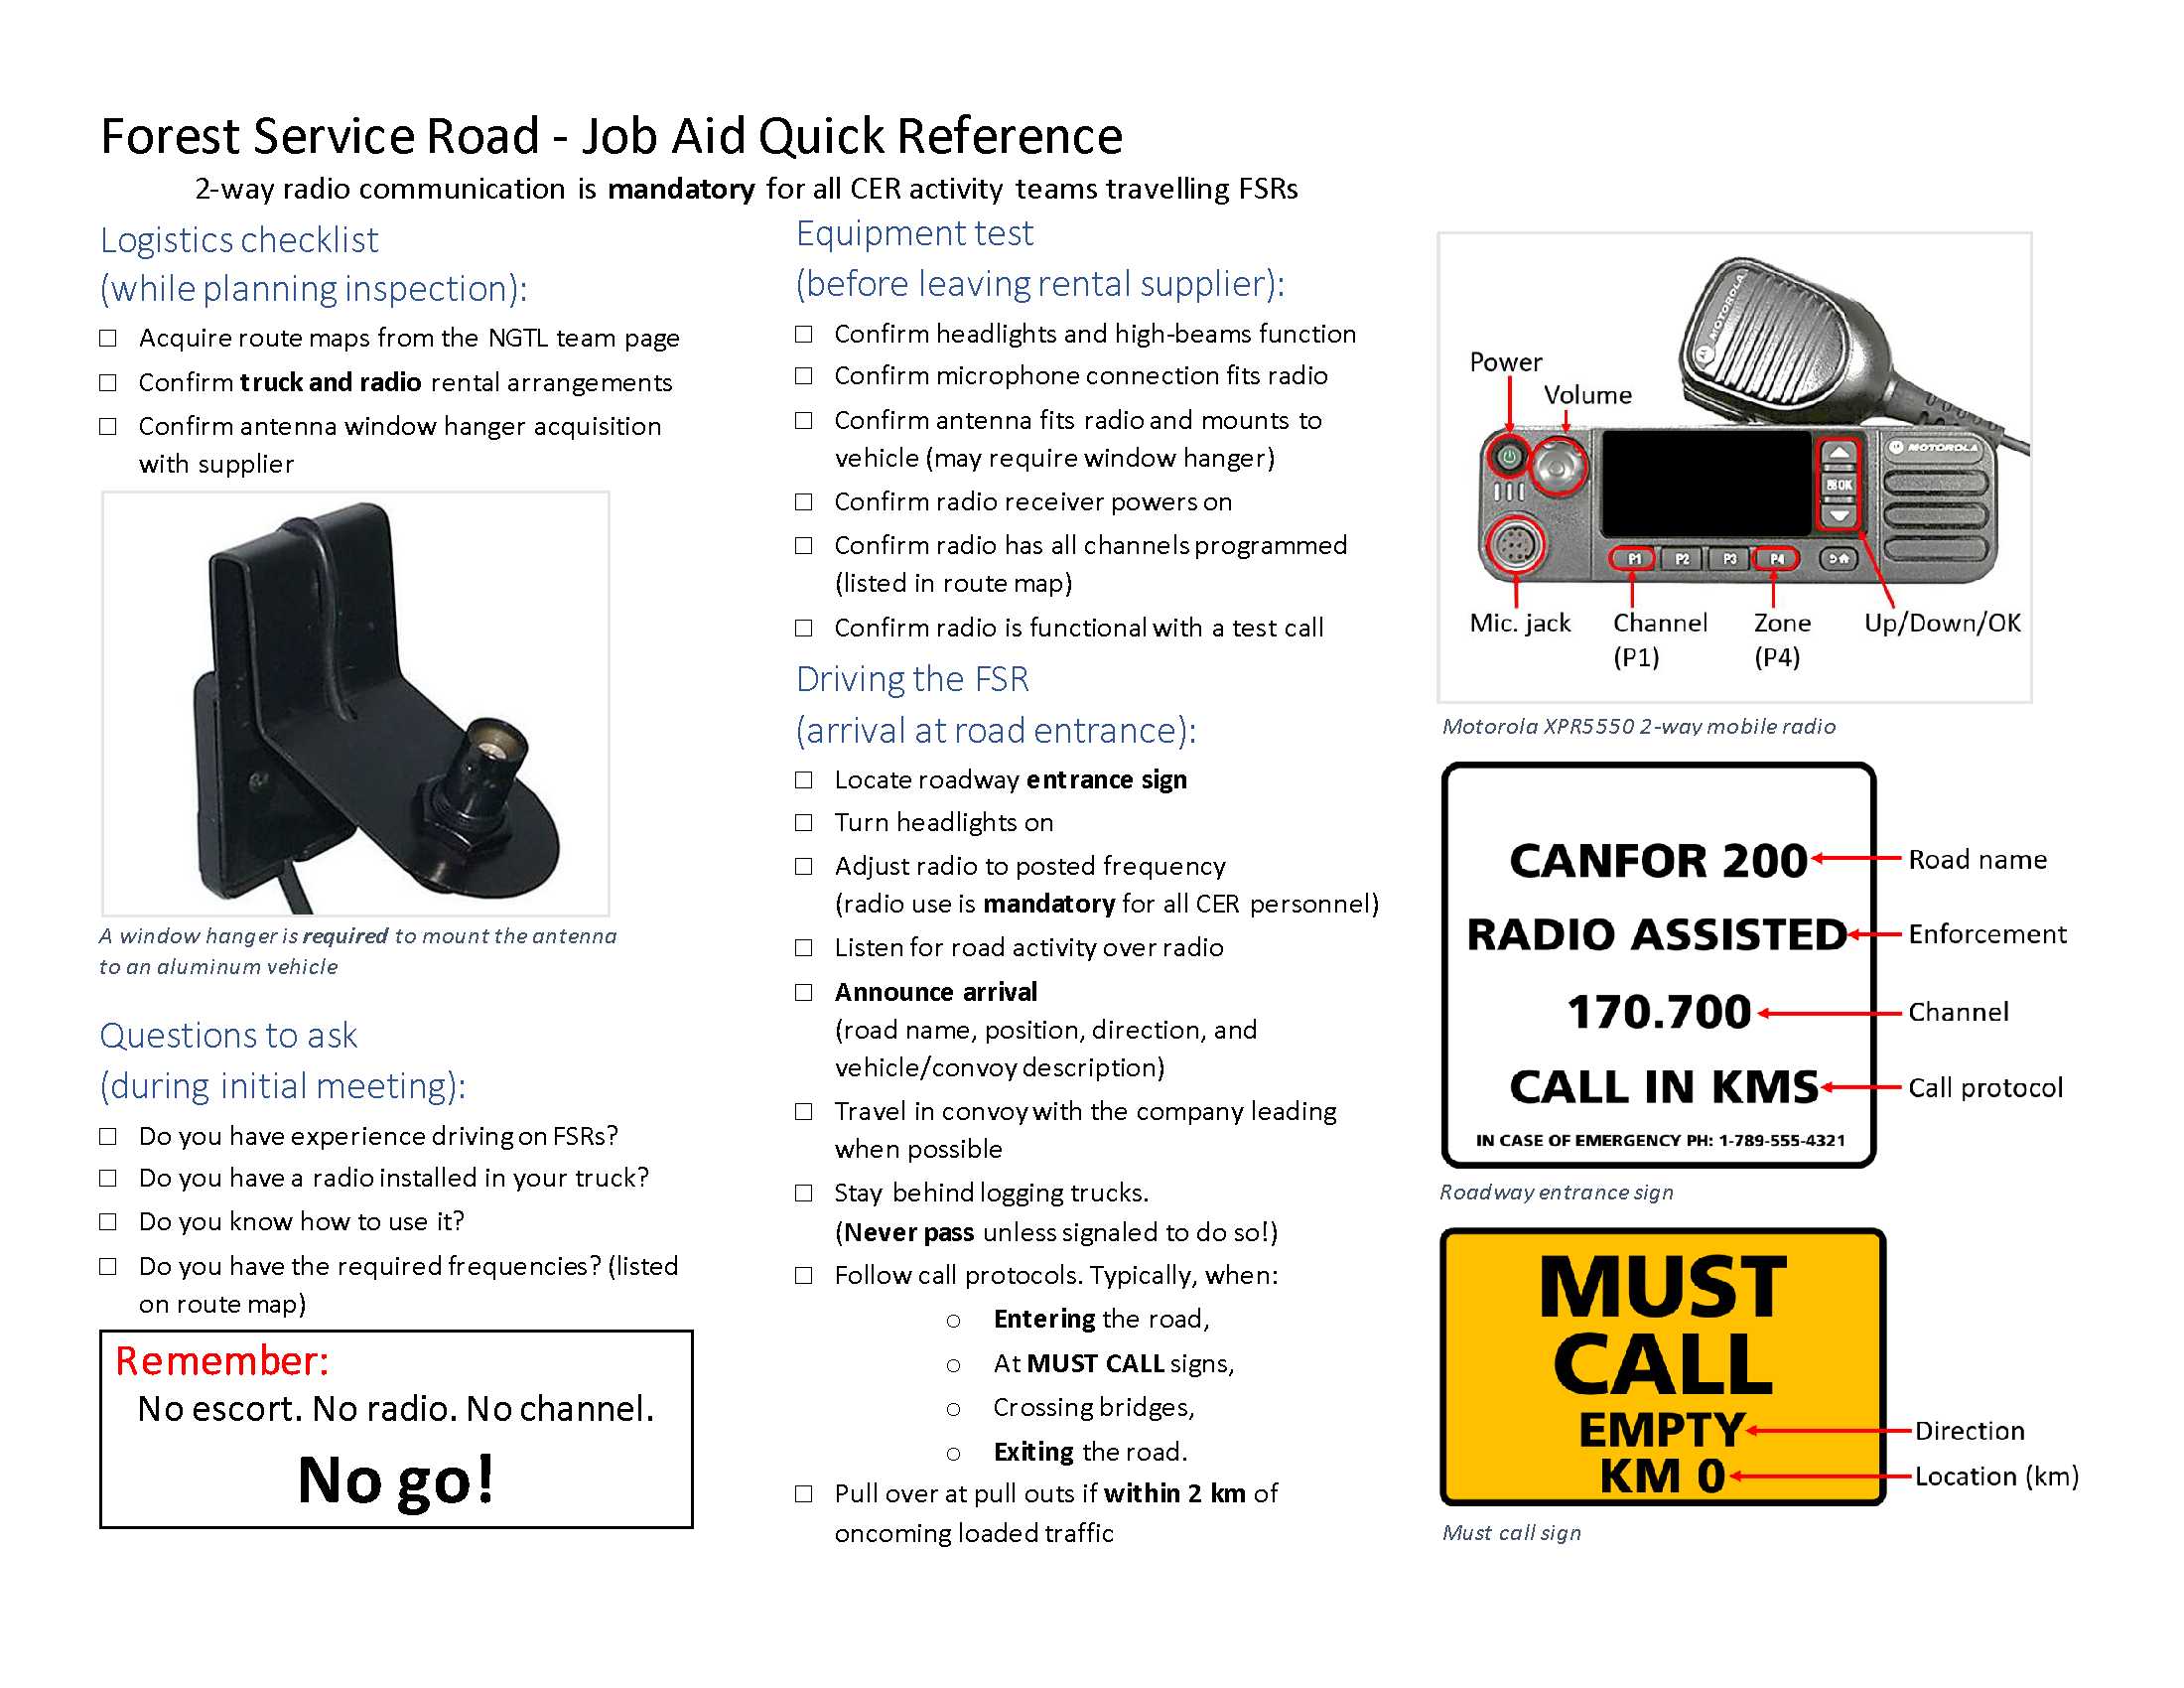 Forest Service Road - Job Aid Quick Reference
2-way radio communication is mandatory for all CER activity teams travelling FSRs
Logistics checklist
(while planning inspection):
☐ Acquire route maps from the NGTL team page
☐ Confirm truck and radio rental arrangements
☐ Confirm antenna window hanger acquisition
with supplier
A window hanger is required to mount the antenna
to an aluminum vehicle
Questions to ask
(during initial meeting):
☐ Do you have experience driving on FSRs?
☐ Do you have a radio installed in your truck?
☐ Do you know how to use it?
☐ Do you have the required frequencies? (listed
on route map)
Remember:
No escort. No radio. No channel.
No go!
Equipment test
(before leaving rental supplier):
☐ Confirm headlights and high-beams function
☐ Confirm microphone connection fits radio
☐ Confirm antenna fits radio and mounts to
vehicle (may require window hanger)
☐ Confirm radio receiver powers on
☐ Confirm radio has all channels programmed
(listed in route map)
☐ Confirm radio is functional with a test call
Driving the FSR
(arrival at road entrance):
☐ Locate roadway entrance sign
☐ Turn headlights on
☐ Adjust radio to posted frequency
(radio use is mandatory for all CER personnel)
☐ Listen for road activity over radio
☐ Announce arrival
(road name, position, direction, and
vehicle/convoy description)
☐ Travel in convoy with the company leading
when possible
☐ Stay behind logging trucks.
(Never pass unless signaled to do so!)
☐ Follow call protocols. Typically, when:
○ Entering the road,
○ At MUST CALL signs,
○ Crossing bridges,
○ Exiting the road.
☐ Pull over at pull outs if within 2 km of
oncoming loaded traffic
MOTOROLA
Power
Volume
MOTOROLA
OK
P1 P2 P3 P4
Mic. jack
Channel
(P1)
Zone
(P4)
Up/Down/OK
Motorola XPR5550 2-way mobile radio
CANFOR 200 Road name
RADIO ASSISTED Enforcement
170.700 Channel
CALL IN KMS Call protocol
IN CASE OF EMERGENCY PH: 1-789-555-4321
Roadway entrance sign
MUST
CALL
EMPTY Direction
KM 0 Location (km)
Must call sign